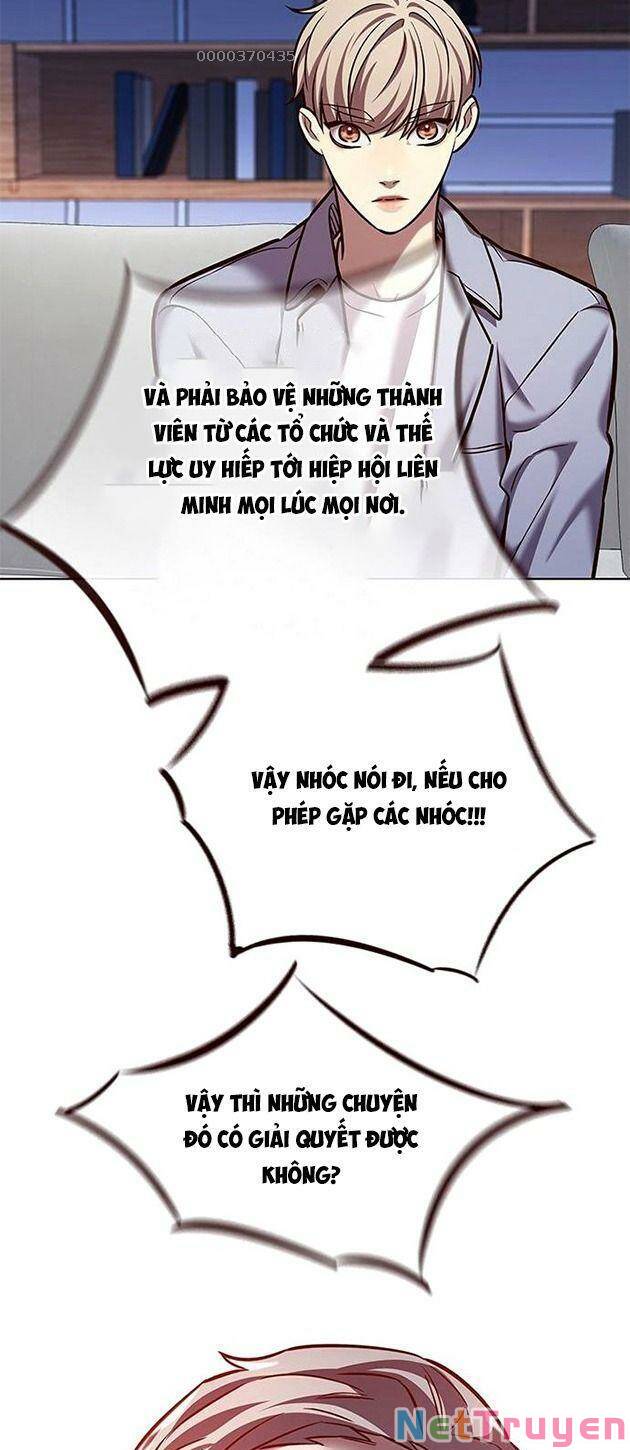 0000370435
VÀ PHẢI BẢO VỆ NHỮNG THÀNH
VIÊN TỪ CÁC TỔ CHỨC VÀ THẾ
LỰC UY HIẾP TỚI HIỆP HỘI LIÊN
MINH MỌI LÚC MỌI NƠI.
VẬY NHÓC NÓI ĐI, NẾU CHO
PHÉP GẶP CÁC NHÓC!!!
VẬY THÌ NHỮNG CHUYỆN
ĐÓ CÓ GIẢI QUYẾT ĐƯỢC
KHÔNG?
NetTruyen